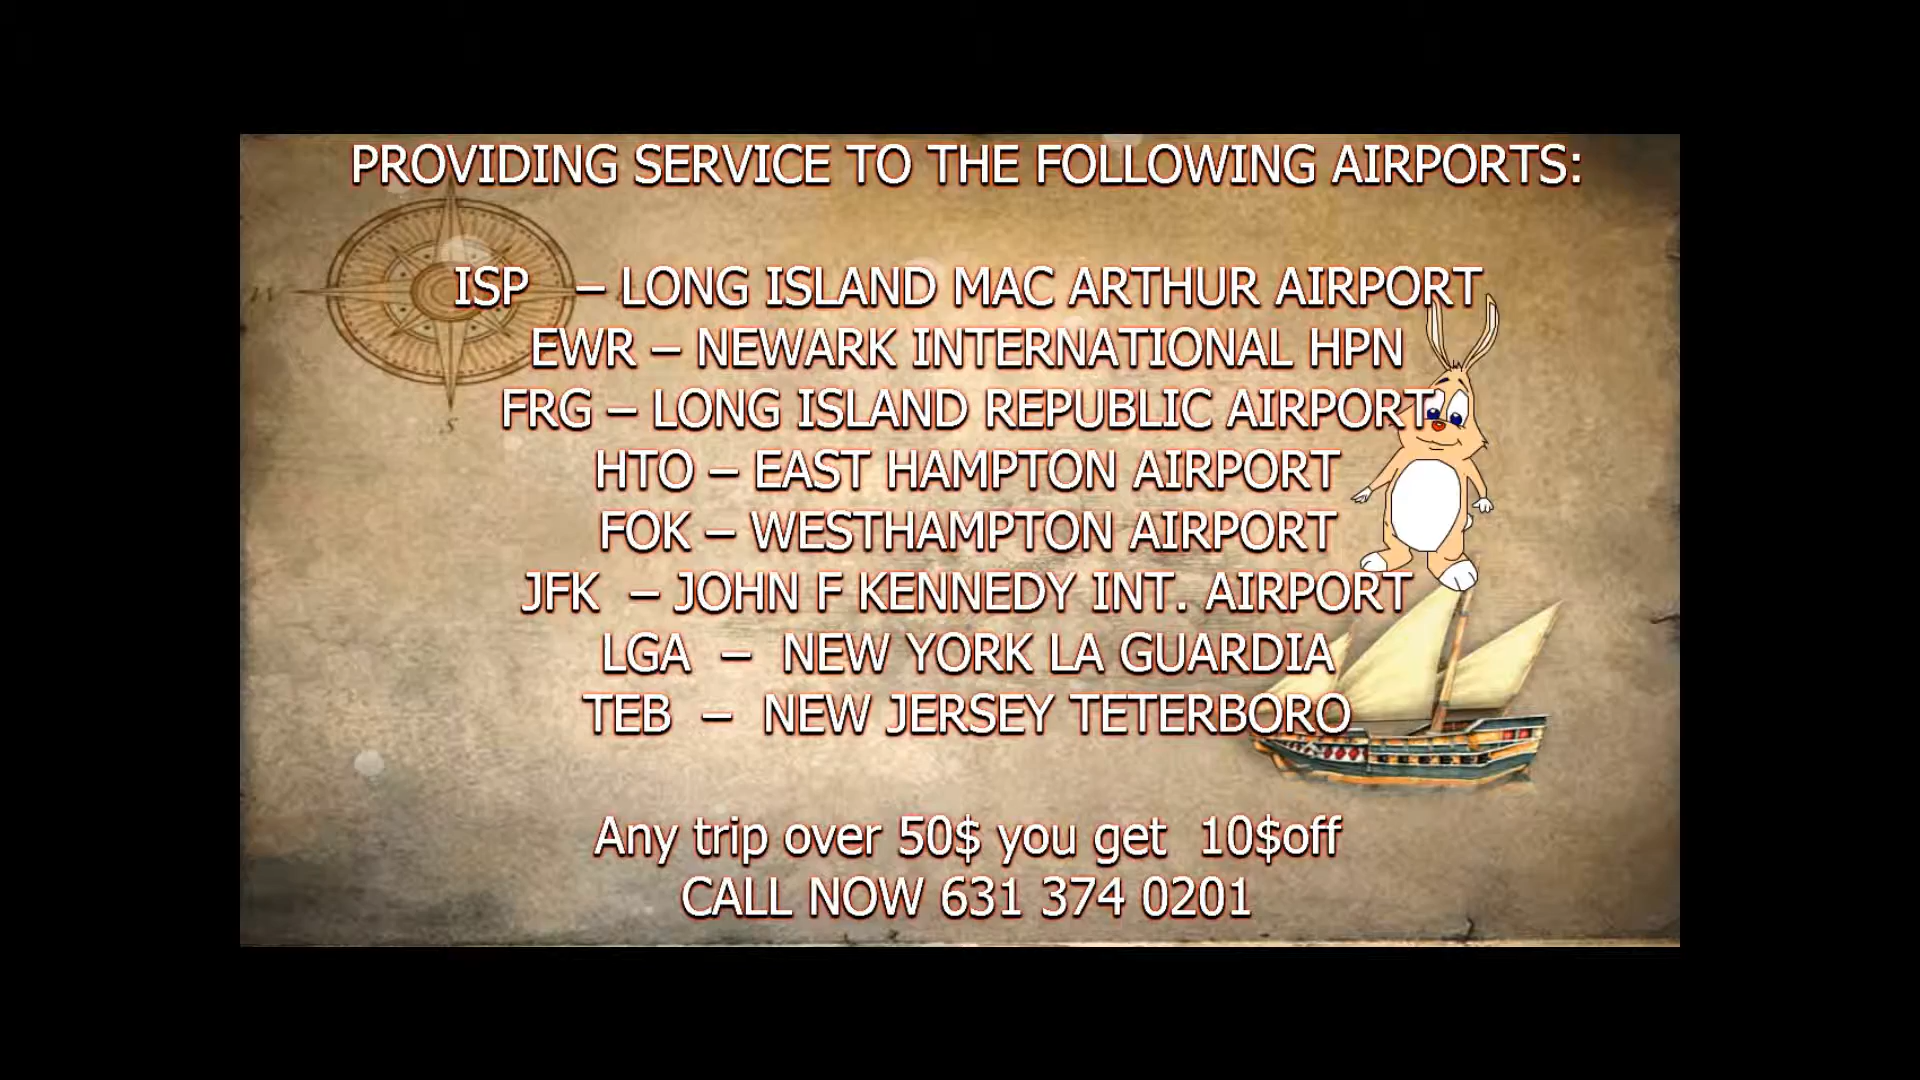 PROVIDING SERVICE TO THE FOLLOWING AIRPORTS:
ISP – LONG ISLAND MAC ARTHUR AIRPORT
EWR – NEWARK INTERNATIONAL HPN
FRG – LONG ISLAND REPUBLIC AIRPORT
HTO – EAST HAMPTON AIRPORT
FOK – WESTHAMPTON AIRPORT
JFK – JOHN F KENNEDY INT. AIRPORT
LGA – NEW YORK LA GUARDIA
TEB – NEW JERSEY TETERBORO
Any trip over 50$ you get 10$off
CALL NOW 631 374 0201
W
S